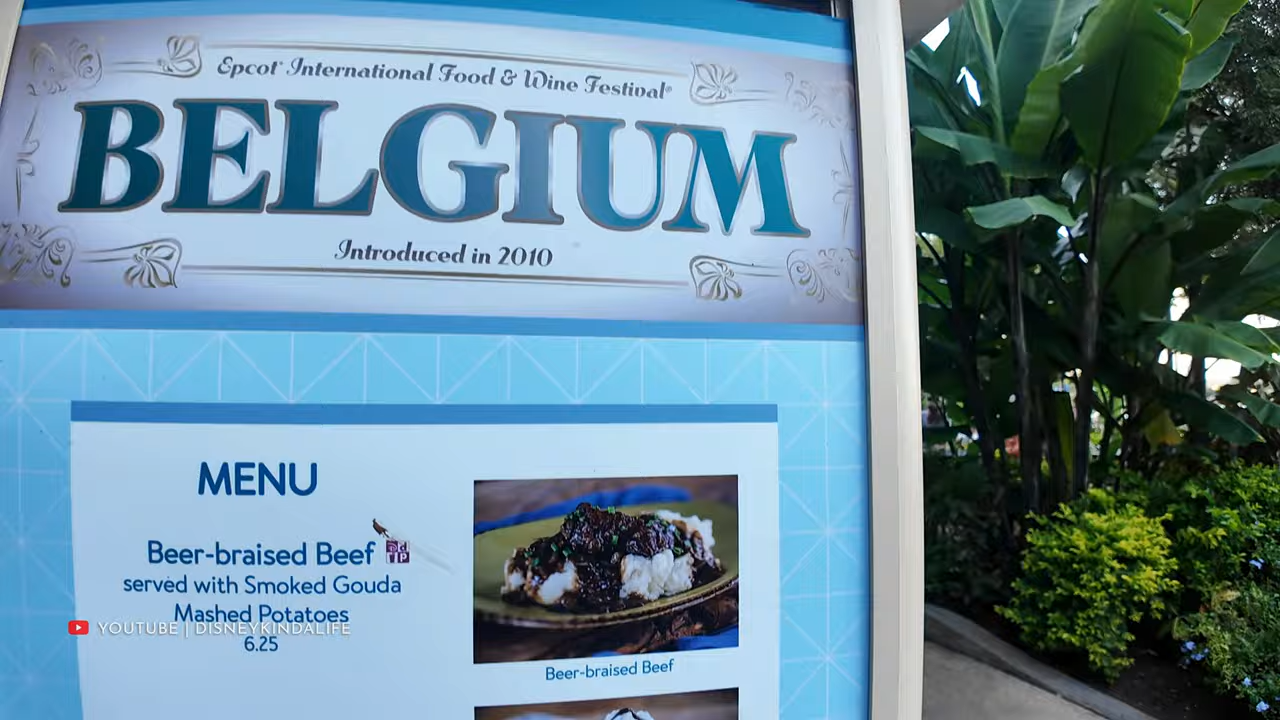 Epcot® International Food & Wine Festival®
BELGIUM
Introduced in 2010
MENU
Beer-braised Beef
served with Smoked Gouda
Mashed Potatoes
6.25
Beer-braised Beef
YOUTUBE | DISNEYKINDALIFE